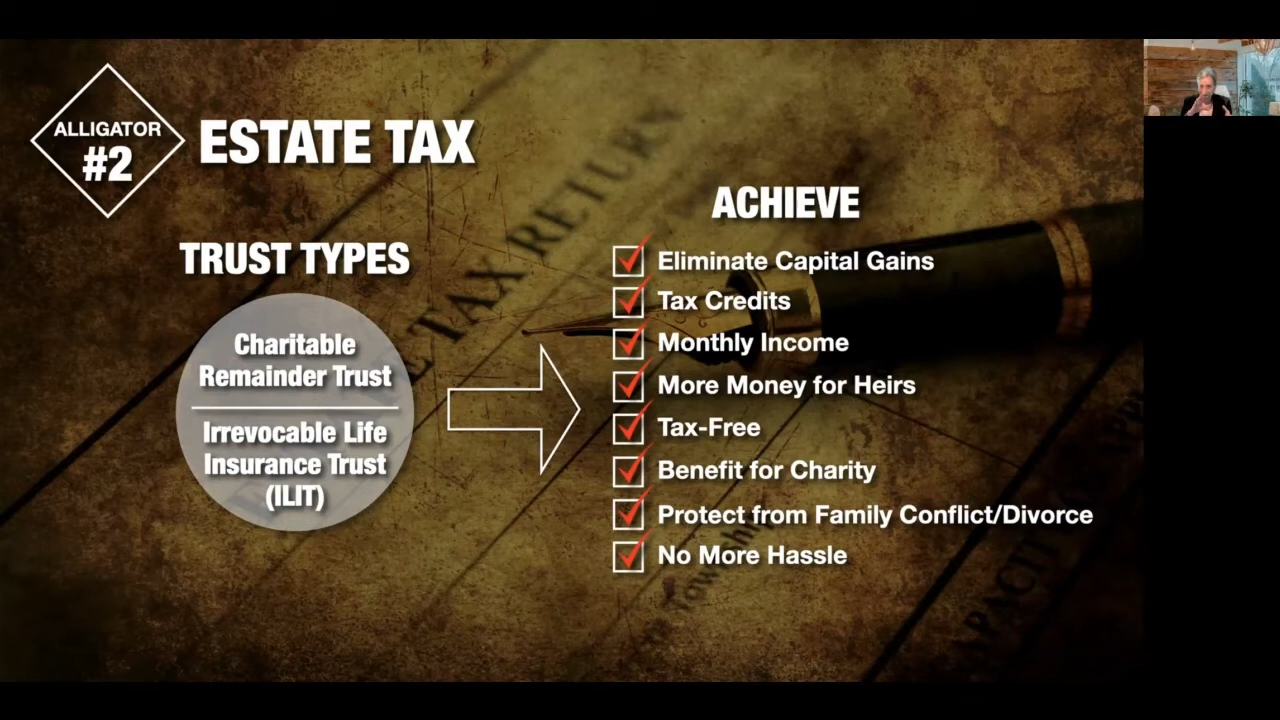 ALLIGATOR
#2
ESTATE TAX
TRUST TYPES
Charitable
Remainder Trust
Irrevocable Life
Insurance Trust
(ILIT)
ACHIEVE
Eliminate Capital Gains
Tax Credits
Monthly Income
More Money for Heirs
Tax-Free
Benefit for Charity
Protect from Family Conflict/Divorce
No More Hassle
TAX RETURN